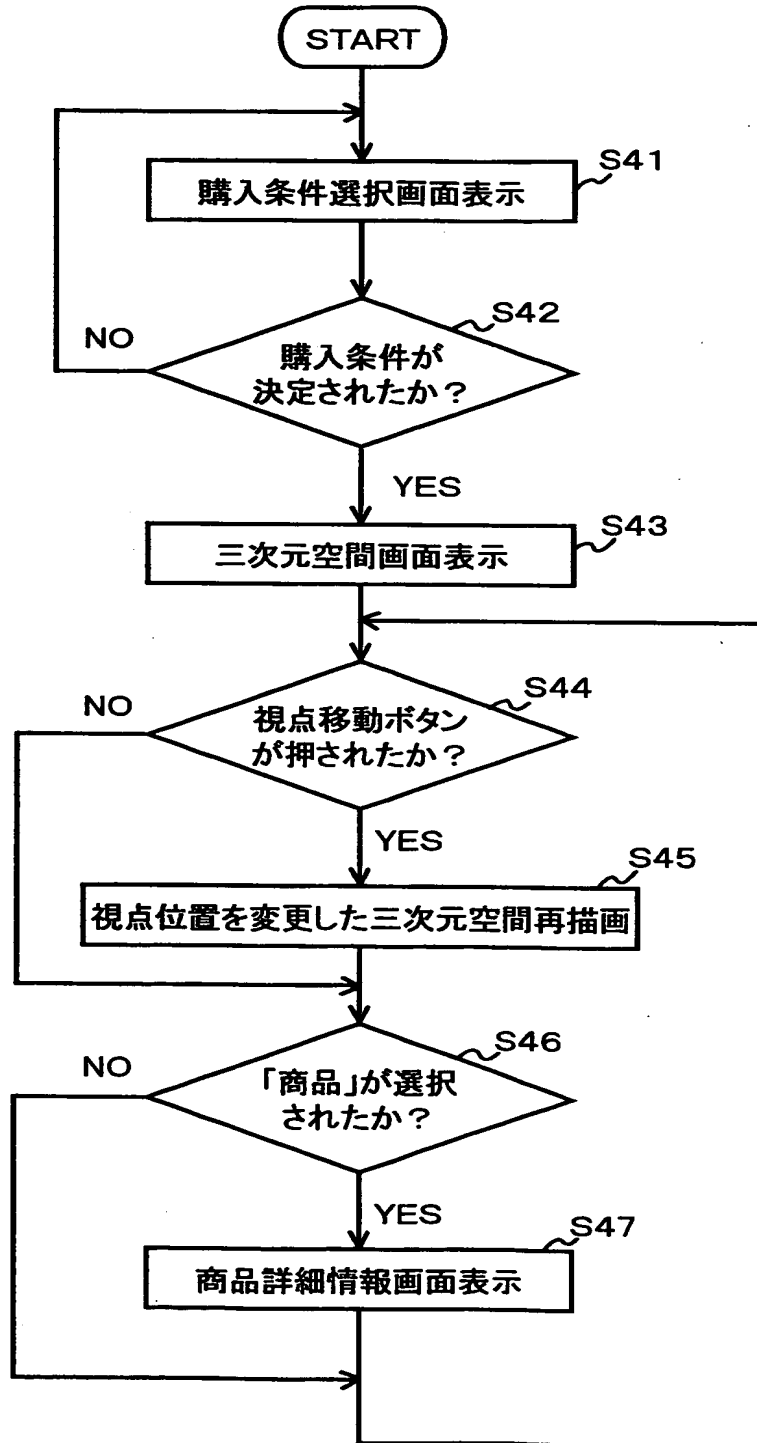 START
S41
購入条件選択画面表示
S42
NO
購入条件が
決定されたか？
YES
S43
三次元空間画面表示
S44
NO
視点移動ボタン
が押されたか？
YES
S45
視点位置を変更した三次元空間再描画
S46
NO
「商品」が選択
されたか？
YES
S47
商品詳細情報画面表示